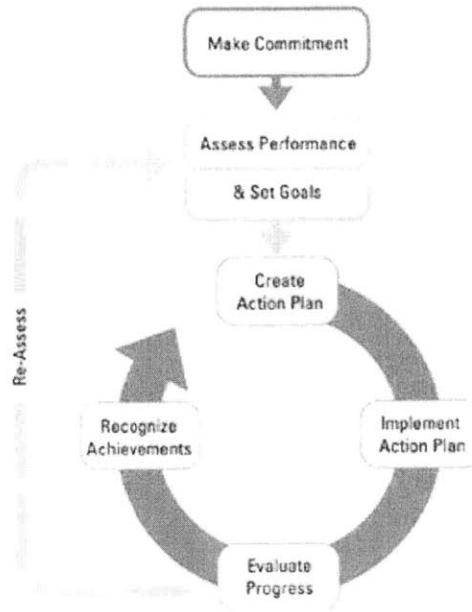 Make Commitment
Assess Performance
& Set Goals
Create
Action Plan
Re-Assess
Recognize
Achievements
Implement
Action Plan
Evaluate
Progress